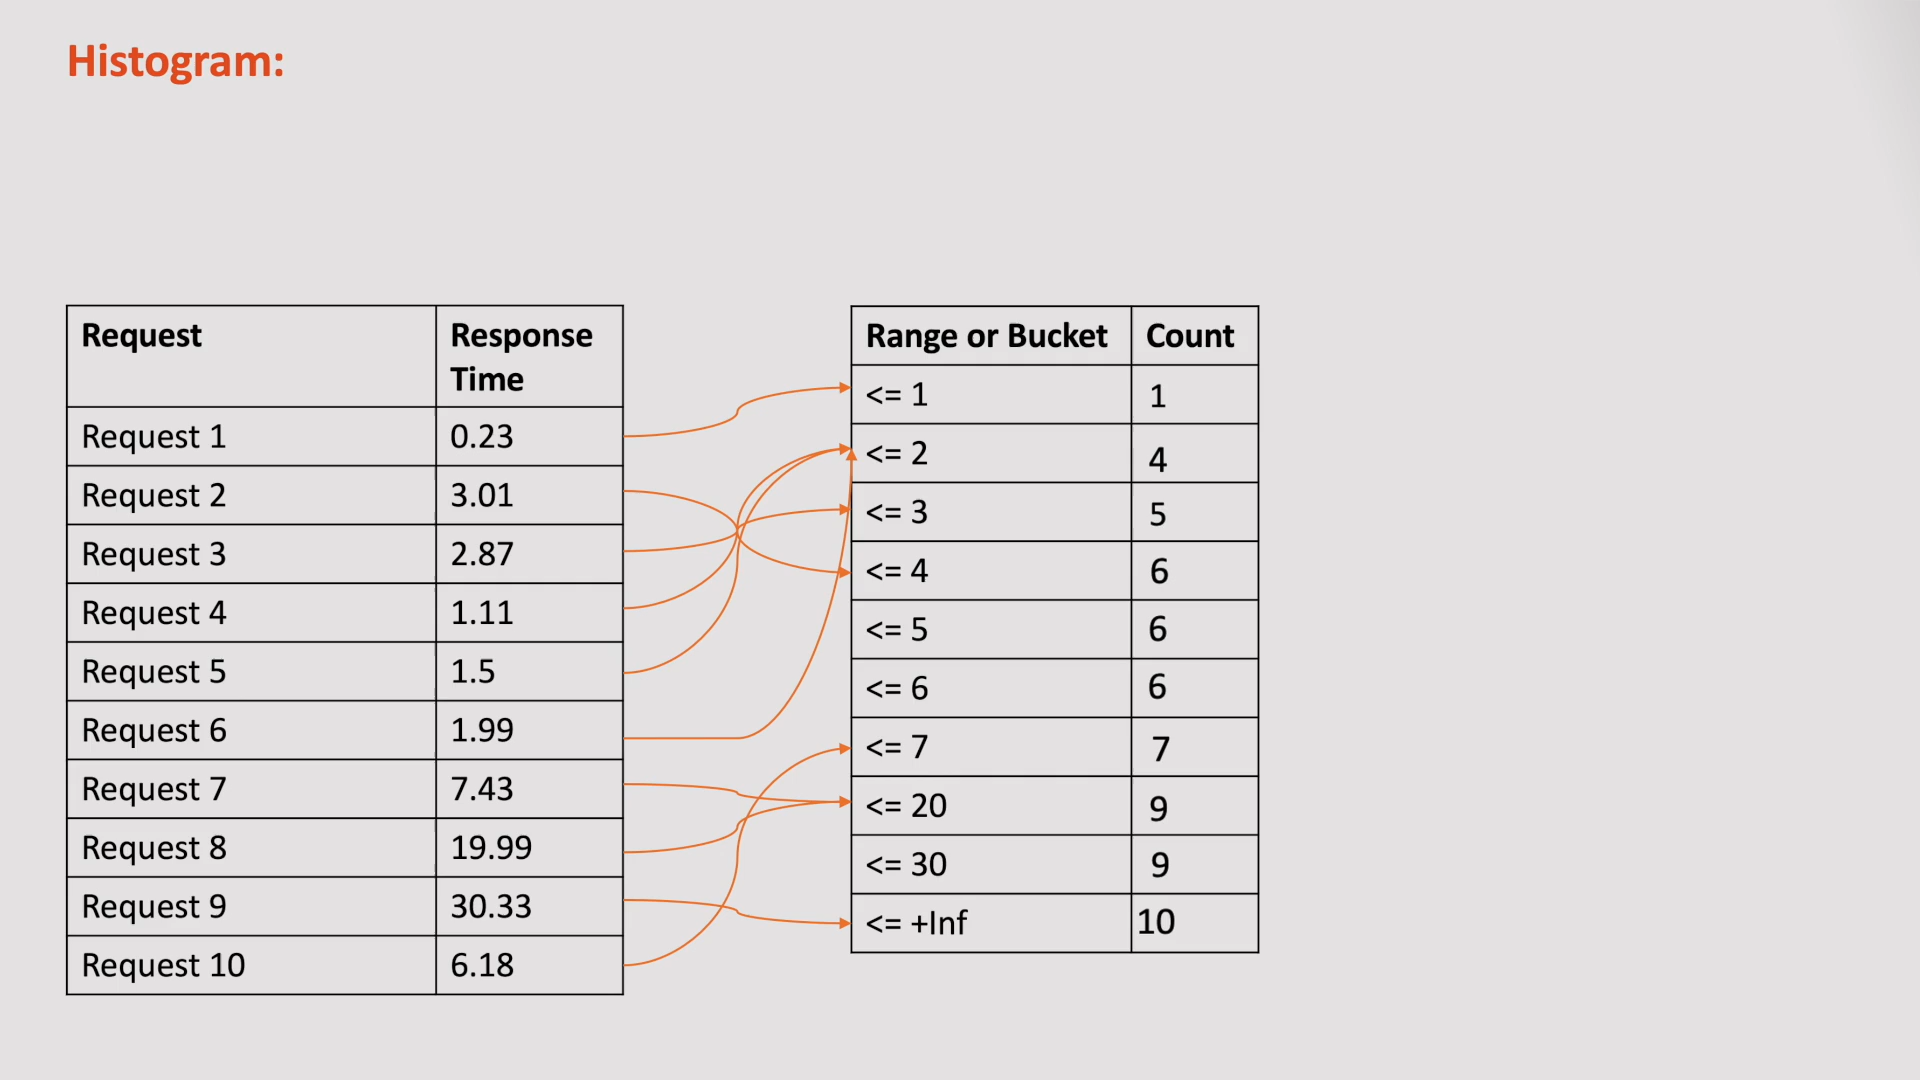 Histogram:
Request Response Time
Request 1 0.23
Request 2 3.01
Request 3 2.87
Request 4 1.11
Request 5 1.5
Request 6 1.99
Request 7 7.43
Request 8 19.99
Request 9 30.33
Request 10 6.18
Range or Bucket Count
<= 1 1
<= 2 4
<= 3 5
<= 4 6
<= 5 6
<= 6 6
<= 7 7
<= 20 9
<= 30 9
<= +Inf 10